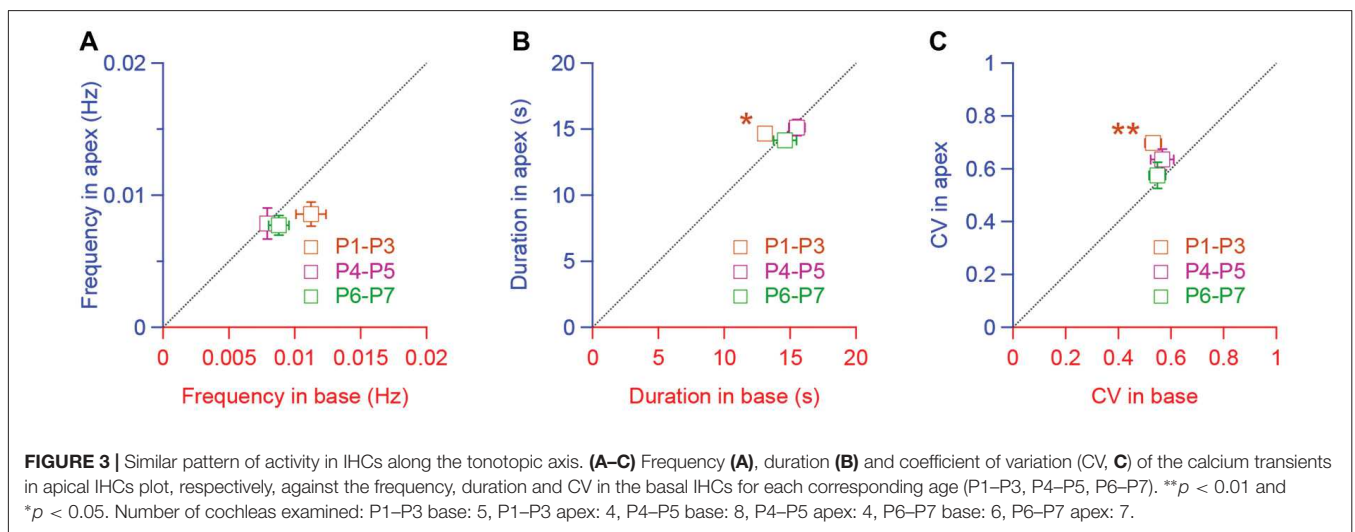 A
Frequency in apex (Hz)
0.02
0.01
0
P1-P3
P4-P5
P6-P7
0 0.005 0.01 0.015 0.02
Frequency in base (Hz)
B
Duration in apex (s)
20
15
10
5
0
*
P1-P3
P4-P5
P6-P7
0 5 10 15 20
Duration in base (s)
C
CV in apex
1
0.8
0.6
0.4
0.2
0
**
P1-P3
P4-P5
P6-P7
0 0.2 0.4 0.6 0.8 1
CV in base
FIGURE 3 | Similar pattern of activity in IHCs along the tonotopic axis. (A–C) Frequency (A), duration (B) and coefficient of variation (CV, C) of the calcium transients
in apical IHCs plot, respectively, against the frequency, duration and CV in the basal IHCs for each corresponding age (P1–P3, P4–P5, P6–P7). **p < 0.01 and
*p < 0.05. Number of cochleas examined: P1–P3 base: 5, P1–P3 apex: 4, P4–P5 base: 8, P4–P5 apex: 4, P6–P7 base: 6, P6–P7 apex: 7.